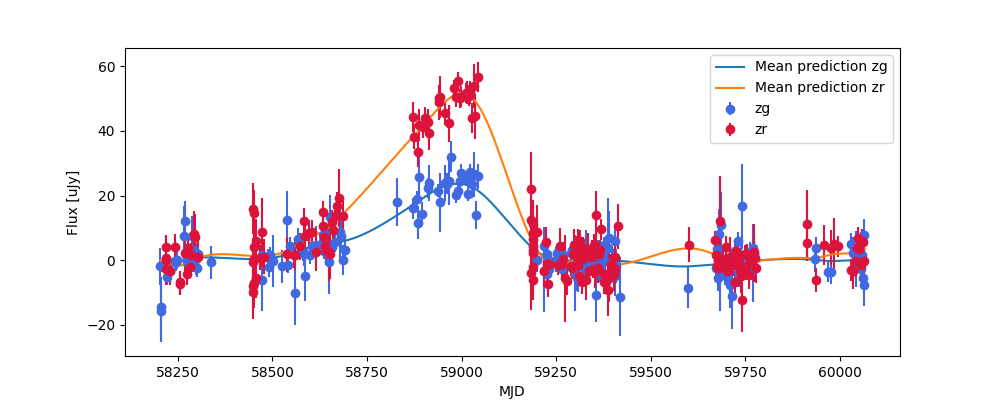 Flux [uJy]
60
40
20
0
−20
58250 58500 58750 59000 59250 59500 59750 60000
MJD
Mean prediction zg
Mean prediction zr
zg
zr